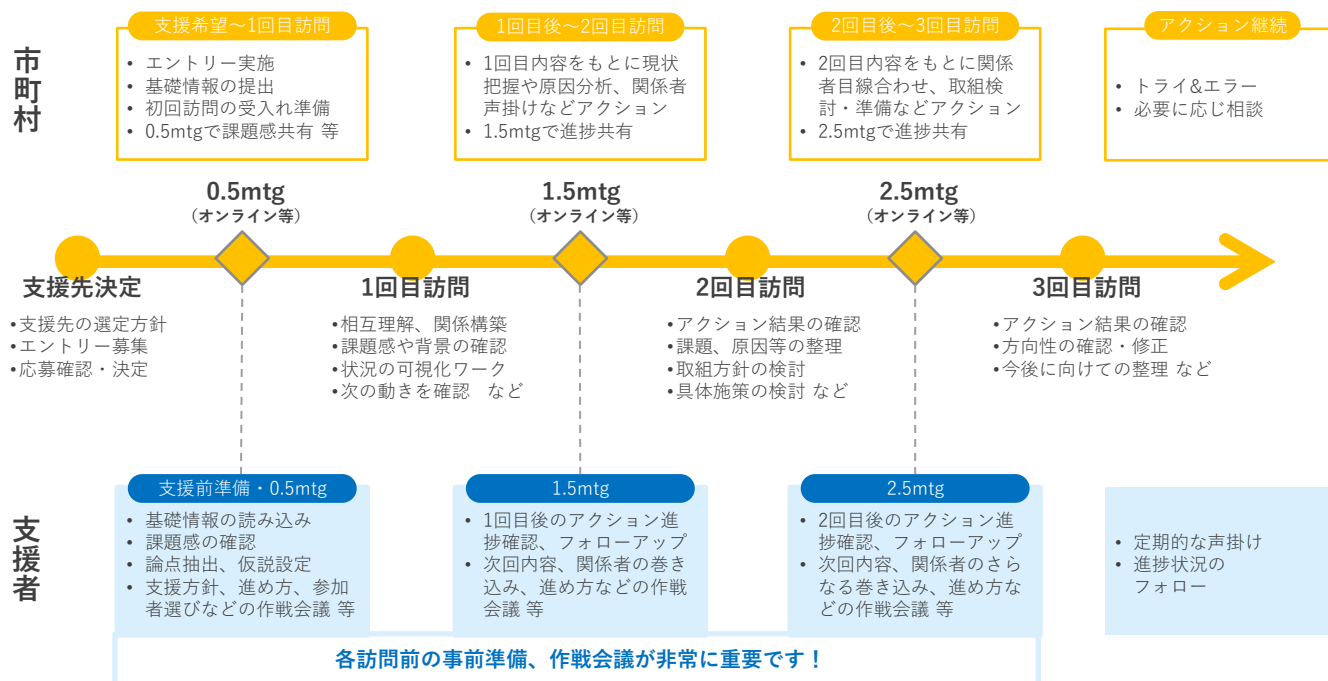 市町村
支援希望～1回目訪問
• エントリー実施
• 基礎情報の提出
• 初回訪問の受入れ準備
• 0.5mtgで課題感共有 等
1回目後～2回目訪問
• 1回目内容をもとに現状
把握や原因分析、関係者
声掛けなどアクション
• 1.5mtgで進捗共有
2回目後～3回目訪問
• 2回目内容をもとに関係
者目線合わせ、取組検
討・準備などアクション
• 2.5mtgで進捗共有
アクション継続
• トライ&エラー
• 必要に応じ相談
0.5mtg
（オンライン等）
1.5mtg
（オンライン等）
2.5mtg
（オンライン等）
支援先決定
•支援先の選定方針
•エントリー募集
•応募確認・決定
1回目訪問
•相互理解、関係構築
•課題感や背景の確認
•状況の可視化ワーク
•次の動きを確認　など
2回目訪問
•アクション結果の確認
•課題、原因等の整理
•取組方針の検討
•具体施策の検討 など
3回目訪問
•アクション結果の確認
•方向性の確認・修正
•今後に向けての整理 など
支援者
支援前準備・0.5mtg
• 基礎情報の読み込み
• 課題感の確認
• 論点抽出、仮説設定
• 支援方針、進め方、参加
者選びなどの作戦会議 等
1.5mtg
• 1回目後のアクション進
捗確認、フォローアップ
• 次回内容、関係者の巻き
込み、進め方などの作戦
会議 等
2.5mtg
• 2回目後のアクション進
捗確認、フォローアップ
• 次回内容、関係者のさら
なる巻き込み、進め方な
どの作戦会議 等
• 定期的な声掛け
• 進捗状況の
フォロー
各訪問前の事前準備、作戦会議が非常に重要です！